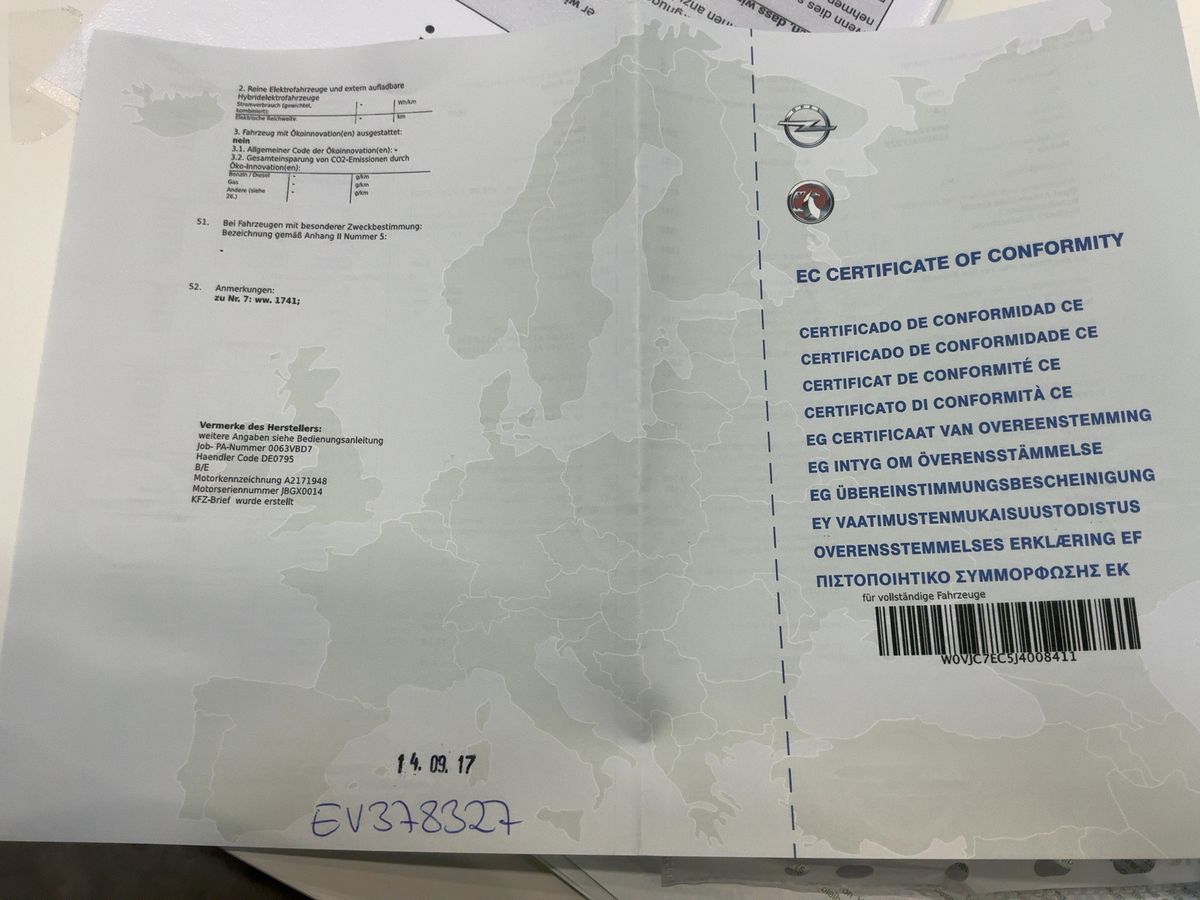 2. Reine Elektrofahrzeuge und extern aufladbare
Hybridelektrofahrzeuge
Stromverbrauch (gewichtet, kombiniert): - Wh/km
Elektrische Reichweite: - km
3. Fahrzeug mit Ökoinnovation(en) ausgestattet:
nein
3.1. Allgemeiner Code der Ökoinnovation(en): -
3.2. Gesamteinsparung von CO2-Emissionen durch
Öko-Innovation(en):
Benzin / Diesel - g/km
Gas - g/km
Andere (siehe 26.) - g/km
51. Bei Fahrzeugen mit besonderer Zweckbestimmung:
Bezeichnung gemäß Anhang II Nummer 5:
-
52. Anmerkungen:
zu Nr. 7: ww. 1741;
Vermerke des Herstellers:
weitere Angaben siehe Bedienungsanleitung
Job- PA-Nummer 0063VBD7
Haendler Code DE0795
B/E
Motorkennzeichnung A2171948
Motorseriennummer JBGX0014
KFZ-Brief wurde erstellt
14. 09. 17
EV378327
EC CERTIFICATE OF CONFORMITY
CERTIFICADO DE CONFORMIDAD CE
CERTIFICADO DE CONFORMIDADE CE
CERTIFICAT DE CONFORMITÉ CE
CERTIFICATO DI CONFORMITÀ CE
EG CERTIFICAAT VAN OVEREENSTEMMING
EG INTYG OM ÖVERENSSTÄMMELSE
EG ÜBEREINSTIMMUNGSBESCHEINIGUNG
EY VAATIMUSTENMUKAISUUSTODISTUS
OVERENSSTEMMELSES ERKLÆRING EF
ΠΙΣΤΟΠΟΙΗΤΙΚΟ ΣΥΜΜΟΡΦΩΣΗΣ ΕΚ
für vollständige Fahrzeuge
W0VJC7EC5J4008411